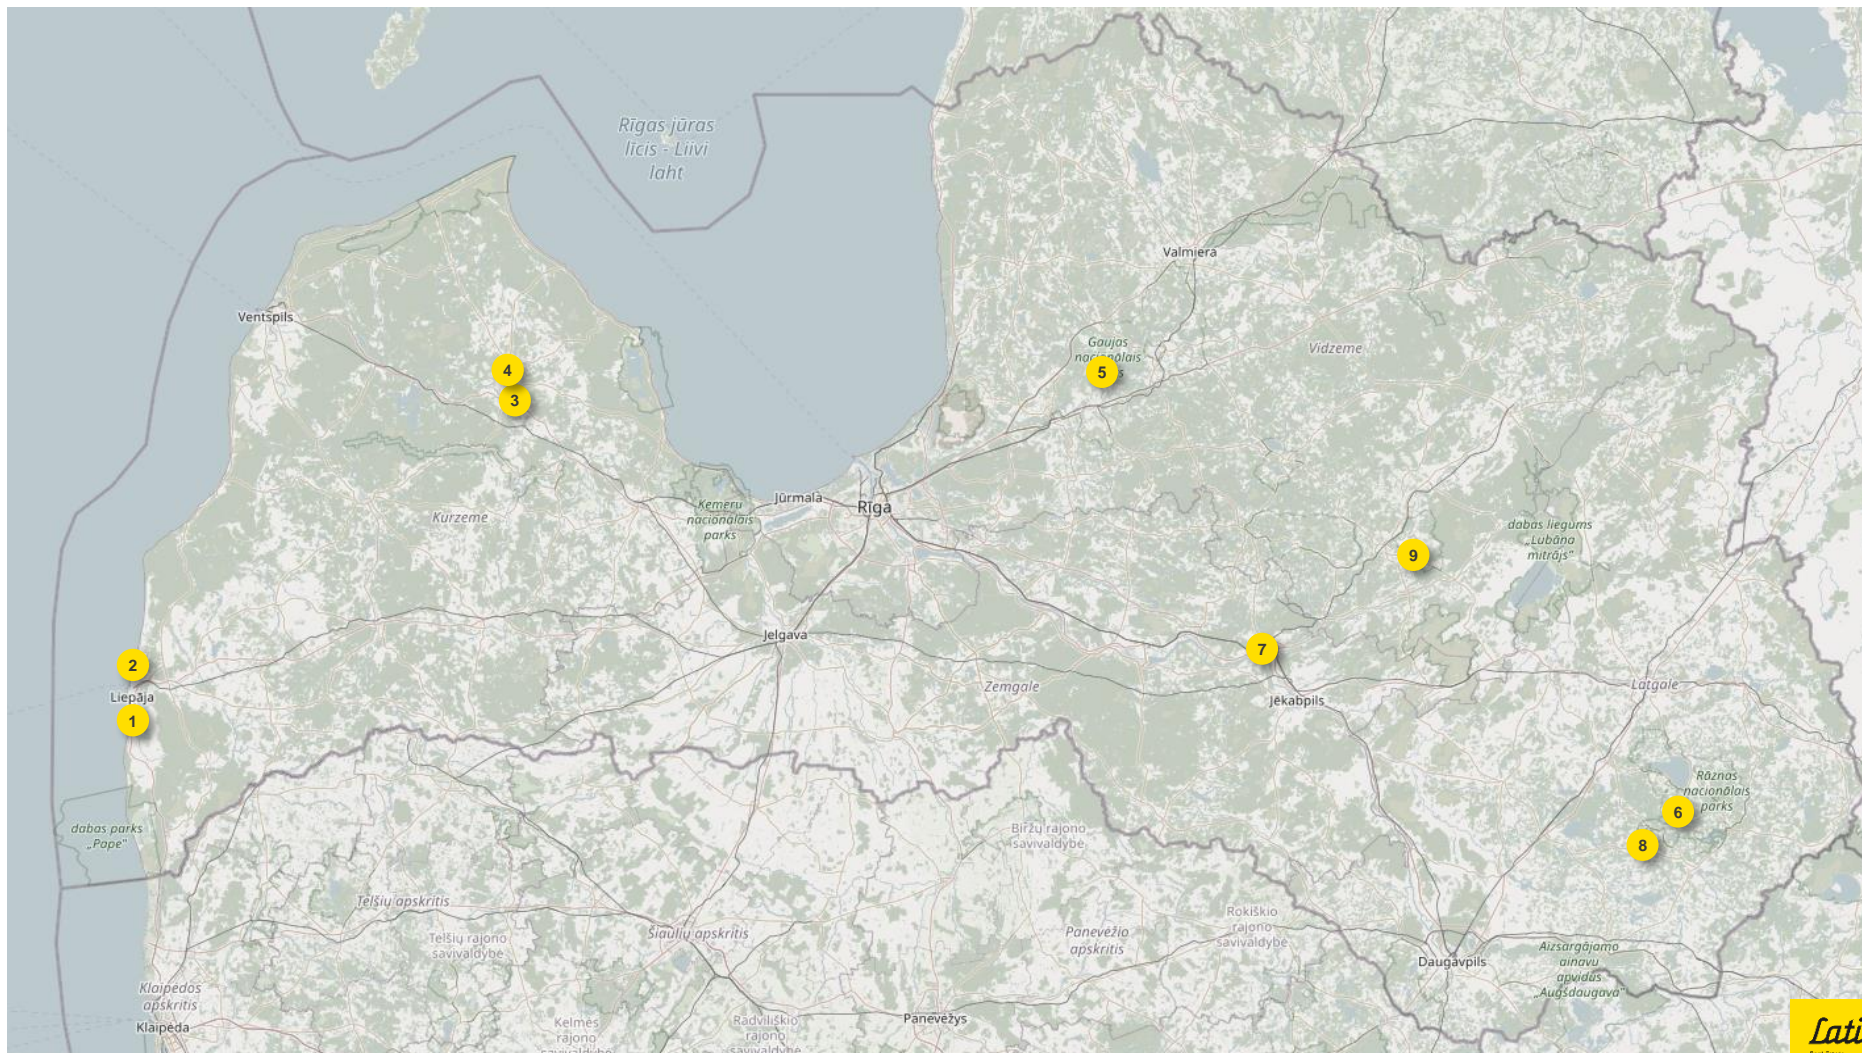 Rīgas jūras
līcis - Liivi
laht
Valmiera
Ventspils
Gaujas
nacionālais
Vidzeme
4
5
3
Jūrmala
Rīga
Ķemeru
nacionālais
parks
Kurzeme
dabas liegums
„Lubāna
mitrājs”
9
Jelgava
7
2
Liepāja
1
Zemgale
Jēkabpils
Latgale
Rāznas
nacionālais
parks
6
8
dabas parks
„Pape”
Biržų rajono
savivaldybė
Telšių apskritis
Telšių rajono
savivaldybė
Šiaulių apskritis
Panevėžio
apskritis
Rokiškio
rajono
savivaldybė
Daugavpils
Aizsargājamo
ainavu
apvidus
„Augšdaugava”
Klaipėdos
apskritis
Klaipėda
Kelmės
rajono
savivaldybė
Radviliškio
rajono
savivaldybė
Panevėžys
Lati